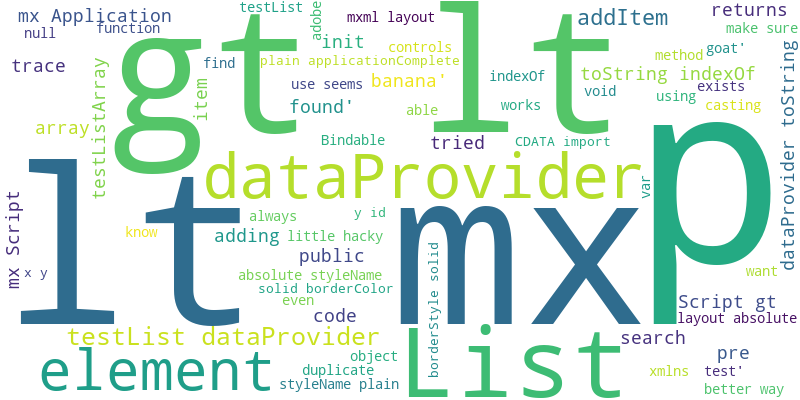 testList
mx Application
null
function
trace
gt
adobe
init
mxml layout
controls
plain applicationComplete
find
use seems
banana'
found'
able
item
testListArray
array
lt
addItem
returns
make sure
goat'
method
toString indexOf
indexOf
void
exists
using
casting
works
tried
Bindable
CDATA import
dataProvider toString
p
dataProvider
var
lt
mx
mx Script
x y
know
always
y id
adding
little hacky
public
absolute styleName
solid borderColor
even
code
borderStyle solid
want
Script gt
layout absolute
testList dataProvider
element
List
search
object
duplicate
styleName plain
pre
xmlns
test'
better way